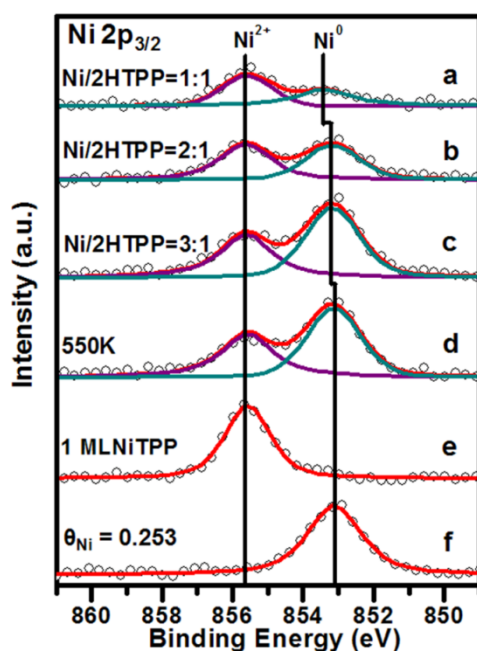 Ni 2p3/2
Ni2+
Ni0
Ni/2HTPP=1:1
a
Ni/2HTPP=2:1
b
Ni/2HTPP=3:1
c
550K
d
1 MLNiTPP
e
θNi = 0.253
f
Intensity (a.u.)
860 858 856 854 852 850
Binding Energy (eV)